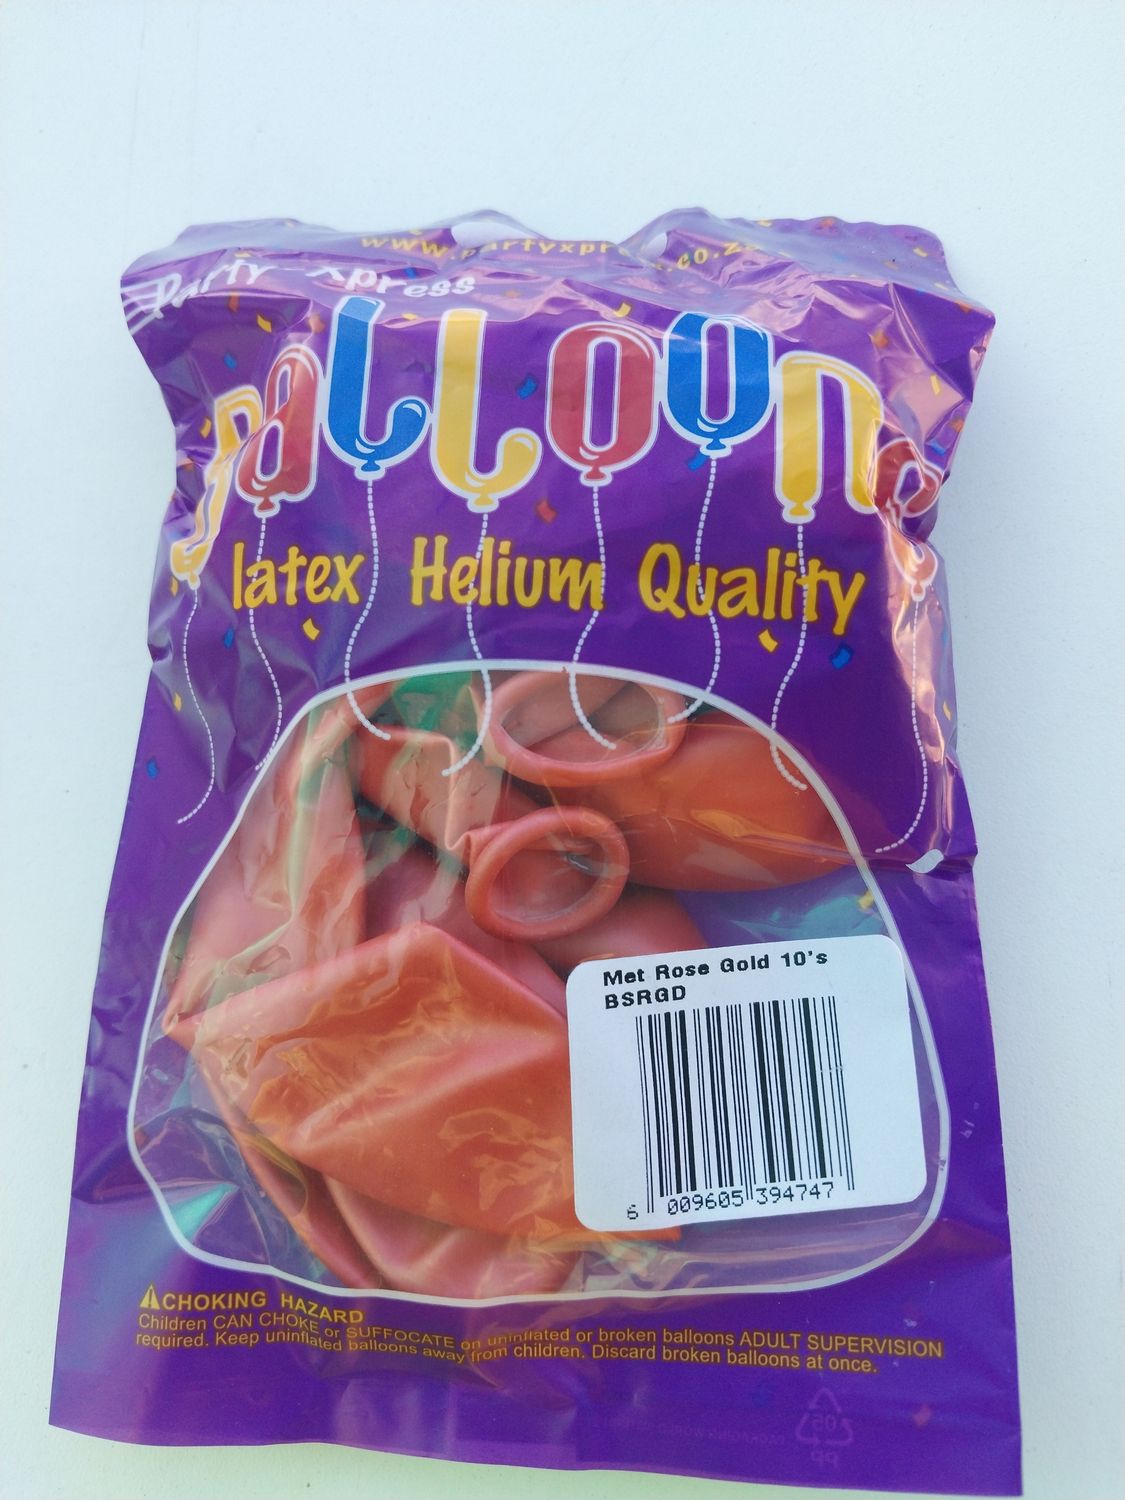 www.partyxpress.co.za
Party Xpress
Balloons
latex Helium Quality
Met Rose Gold 10's
BSRGD
6 009605 394747
CHOKING HAZARD
Children CAN CHOKE or SUFFOCATE on uninflated or broken balloons ADULT SUPERVISION
required. Keep uninflated balloons away from children. Discard broken balloons at once.
05
PP